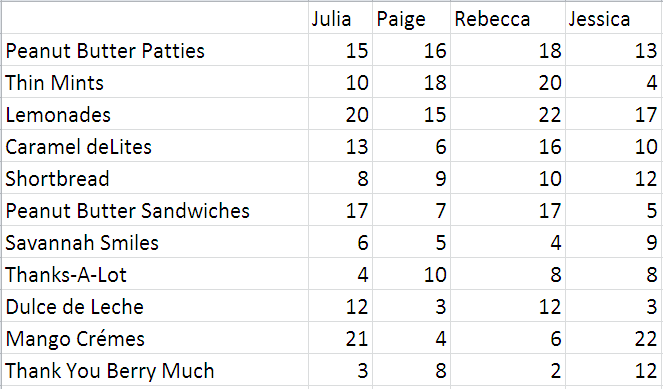 Julia Paige Rebecca Jessica
Peanut Butter Patties 15 16 18 13
Thin Mints 10 18 20 4
Lemonades 20 15 22 17
Caramel deLites 13 6 16 10
Shortbread 8 9 10 12
Peanut Butter Sandwiches 17 7 17 5
Savannah Smiles 6 5 4 9
Thanks-A-Lot 4 10 8 8
Dulce de Leche 12 3 12 3
Mango Crémes 21 4 6 22
Thank You Berry Much 3 8 2 12